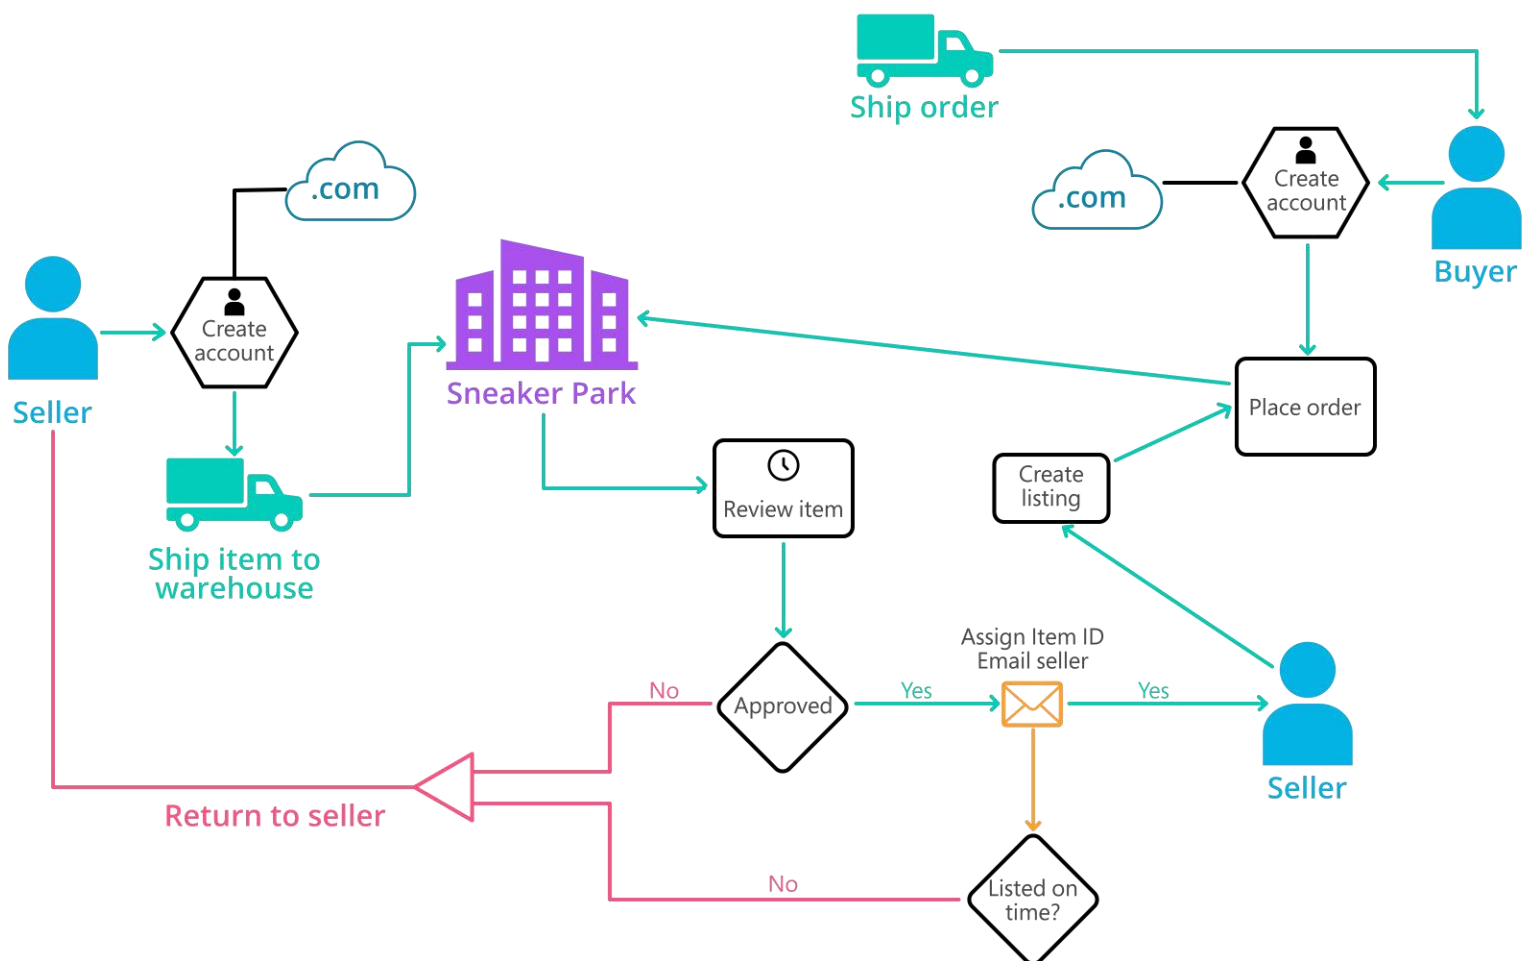 Ship order
.com
Create
account
Buyer
.com
Create
account
Seller
Sneaker Park
Place order
Create
listing
Review item
Ship item to
warehouse
Assign Item ID
Email seller
No
Approved
Yes
Yes
Seller
Return to seller
No
Listed on
time?